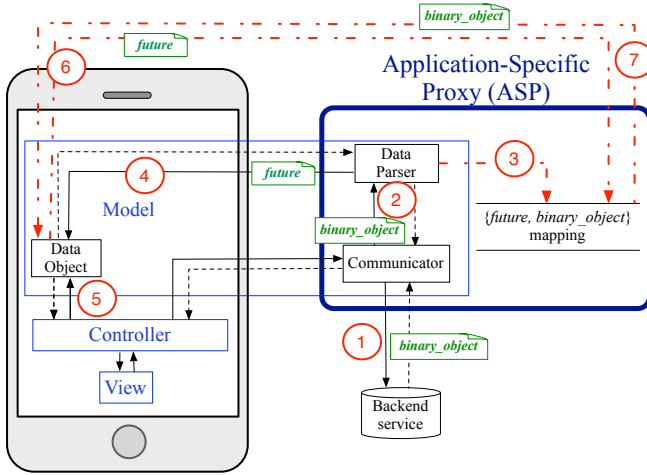 binary_object
future
6
7
Application-Specific
Proxy (ASP)
Data
Parser
3
4
future
2
Model
{future, binary_object}
mapping
binary_object
Data
Object
Communicator
5
Controller
1
binary_object
View
Backend
service